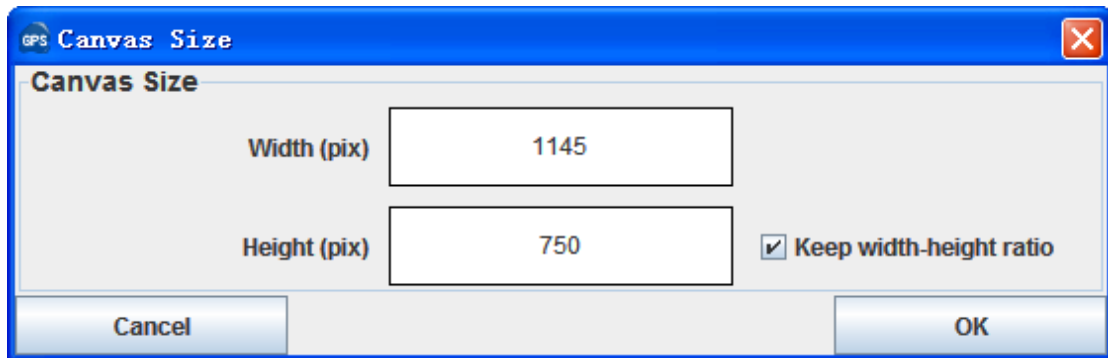 GPS Canvas Size
Canvas Size
Width (pix) 1145
Height (pix) 750 Keep width-height ratio
Cancel OK